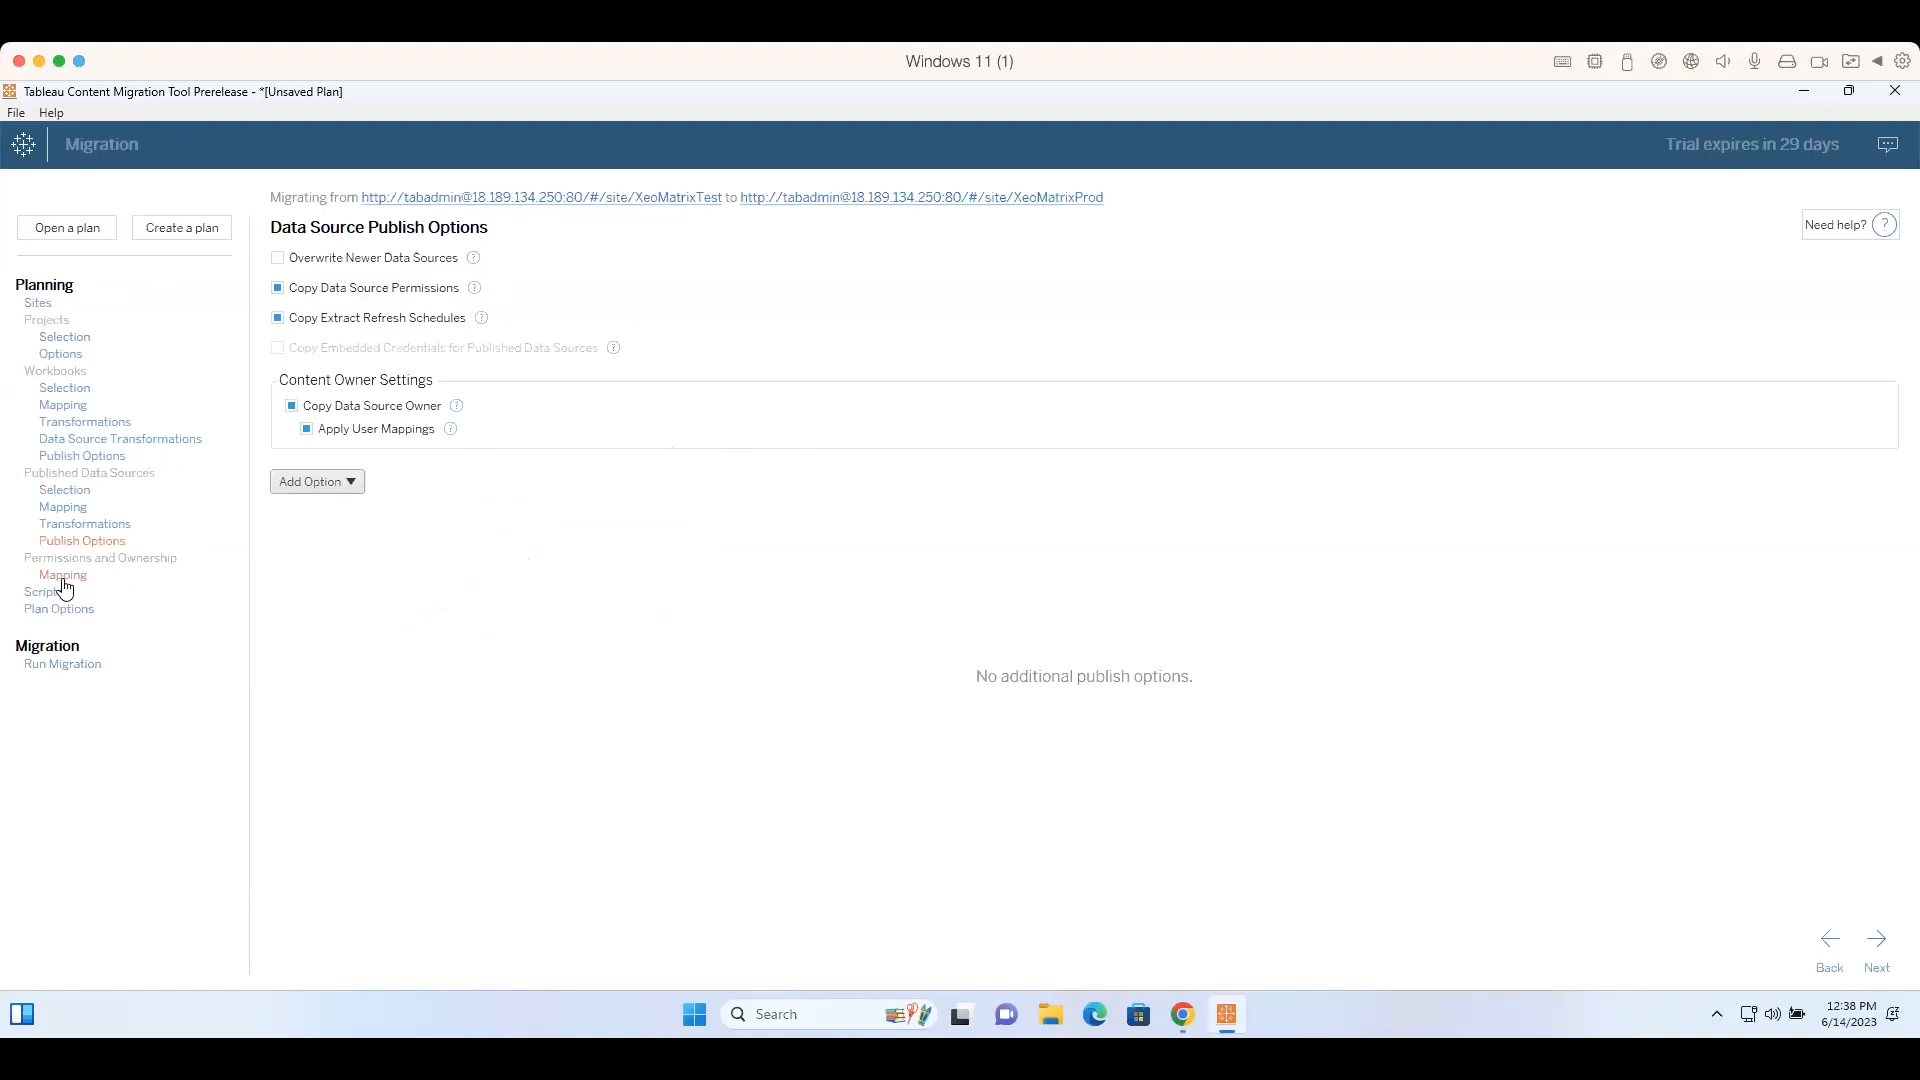 Windows 11 (1)
Tableau Content Migration Tool Prerelease - *[Unsaved Plan]
File Help
Migration
Trial expires in 29 days
Migrating from http://tabadmin@18.189.134.250:80/#/site/XeoMatrixTest to http://tabadmin@18.189.134.250:80/#/site/XeoMatrixProd
Open a plan
Create a plan
Planning
Sites
Projects
Selection
Options
Workbooks
Selection
Mapping
Transformations
Data Source Transformations
Publish Options
Published Data Sources
Selection
Mapping
Transformations
Publish Options
Permissions and Ownership
Mapping
Script
Plan Options
Migration
Run Migration
Data Source Publish Options
Need help? ?
Overwrite Newer Data Sources ?
Copy Data Source Permissions ?
Copy Extract Refresh Schedules ?
Copy Embedded Credentials for Published Data Sources ?
Content Owner Settings
Copy Data Source Owner ?
Apply User Mappings ?
Add Option
No additional publish options.
Back
Next
Search
12:38 PM
6/14/2023